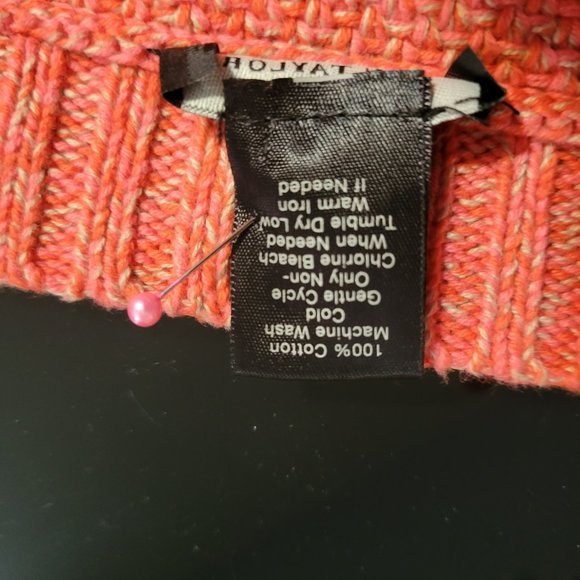 TAYLOR
100% Cotton
Machine Wash
Cold
Gentle Cycle
Only Non-
Chlorine Bleach
When Needed
Tumble Dry Low
Warm Iron
If Needed